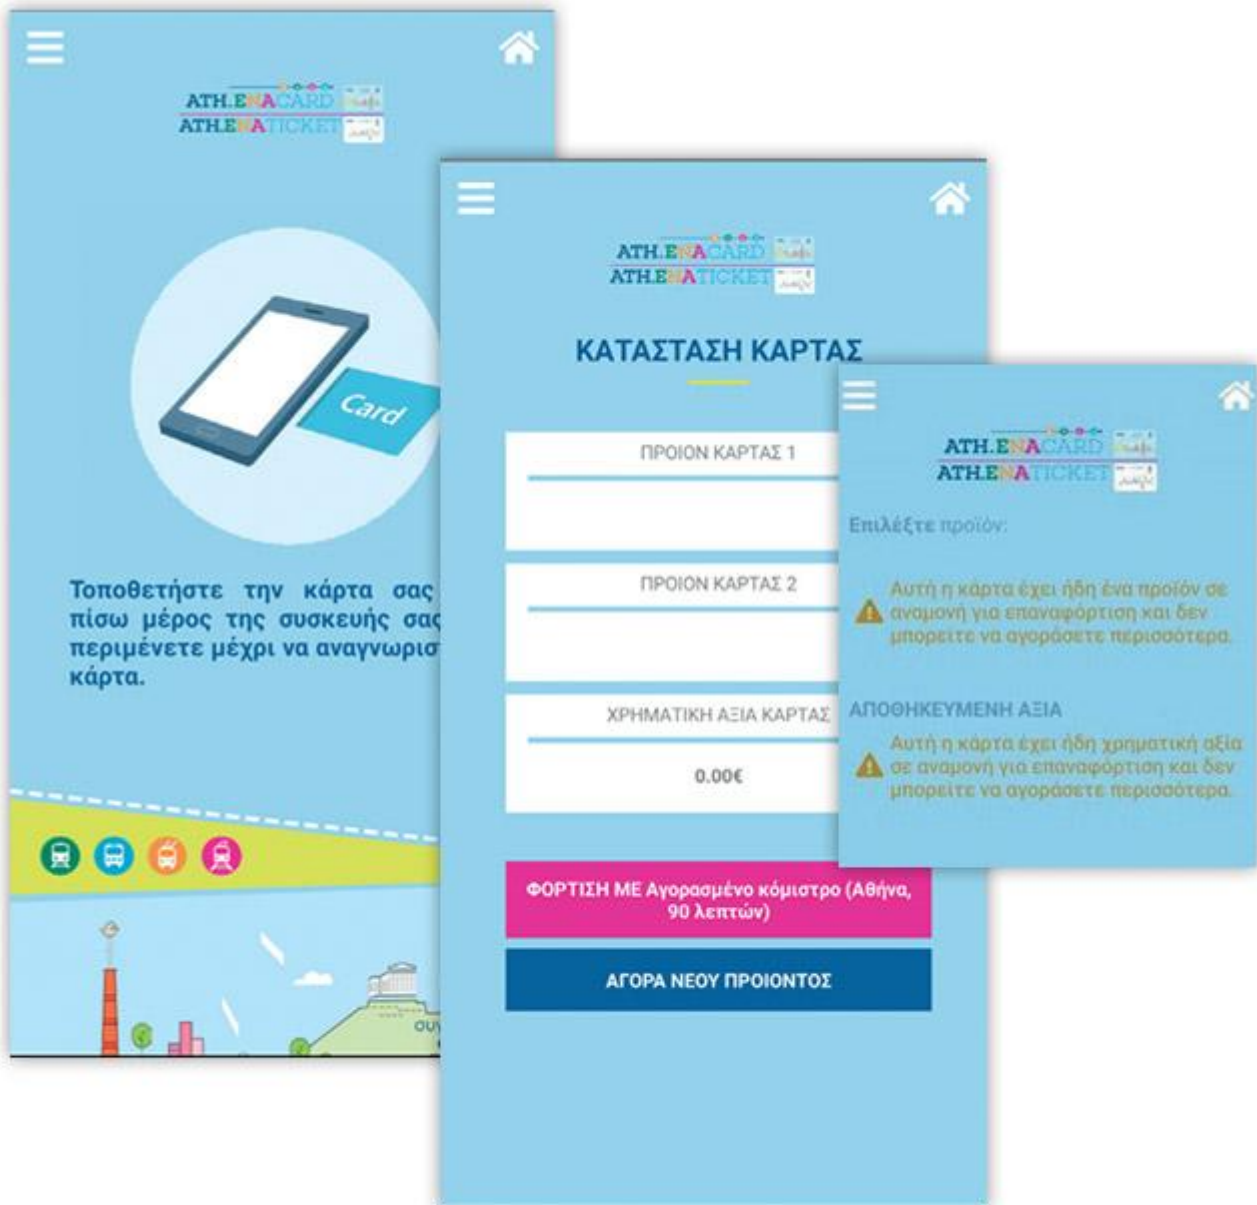 ATH.ENACARD
ATH.ENATICKET
Card
Τοποθετήστε την κάρτα σας
πίσω μέρος της συσκευής σας
περιμένετε μέχρι να αναγνωρισ
κάρτα.
ATH.ENACARD
ATH.ENATICKET
ΚΑΤΑΣΤΑΣΗ ΚΑΡΤΑΣ
ΠΡΟΙΟΝ ΚΑΡΤΑΣ 1
ΠΡΟΙΟΝ ΚΑΡΤΑΣ 2
ΧΡΗΜΑΤΙΚΗ ΑΞΙΑ ΚΑΡΤΑΣ
0.00€
ΦΟΡΤΙΣΗ ΜΕ Αγορασμένο κόμιστρο (Αθήνα,
90 λεπτών)
ΑΓΟΡΑ ΝΕΟΥ ΠΡΟΙΟΝΤΟΣ
ATH.ENACARD
ATH.ENATICKET
Επιλέξτε προϊόν:
Αυτή η κάρτα έχει ήδη ένα προϊόν σε
αναμονή για επαναφόρτιση και δεν
μπορείτε να αγοράσετε περισσότερα.
ΑΠΟΘΗΚΕΥΜΕΝΗ ΑΞΙΑ
Αυτή η κάρτα έχει ήδη χρηματική αξία
σε αναμονή για επαναφόρτιση και δεν
μπορείτε να αγοράσετε περισσότερα.